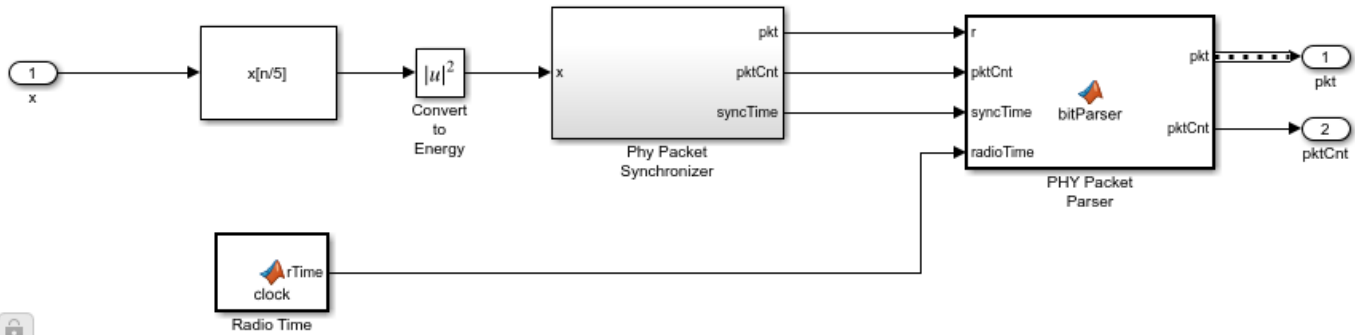 1
x
x[n/5]
|u|²
Convert
to
Energy
x
pkt
pktCnt
syncTime
Phy Packet
Synchronizer
r
pktCnt
syncTime
radioTime
bitParser
pkt
pktCnt
PHY Packet
Parser
1
pkt
2
pktCnt
rTime
clock
Radio Time